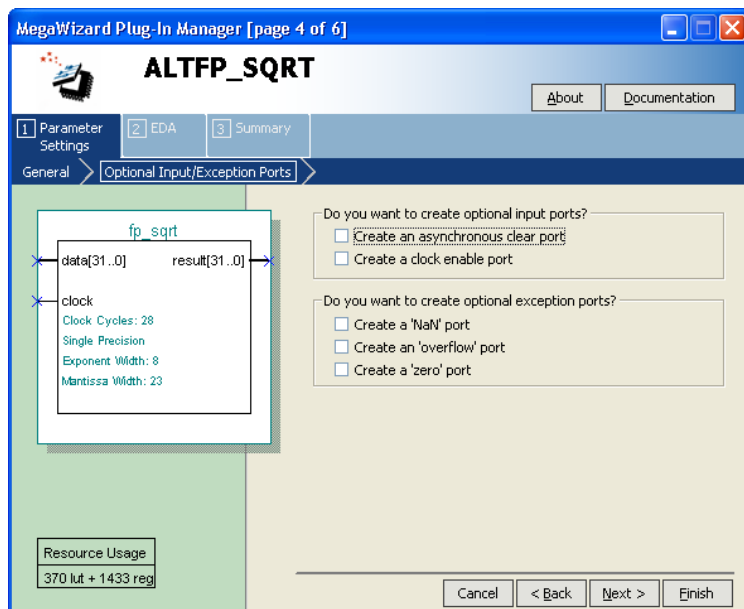 MegaWizard Plug-In Manager [page 4 of 6]
ALTFP_SQRT
About
Documentation
1 Parameter Settings
2 EDA
3 Summary
General
Optional Input/Exception Ports
fp_sqrt
data[31..0] result[31..0]
clock
Clock Cycles: 28
Single Precision
Exponent Width: 8
Mantissa Width: 23
Resource Usage
370 lut + 1433 reg
Do you want to create optional input ports?
Create an asynchronous clear port
Create a clock enable port
Do you want to create optional exception ports?
Create a 'NaN' port
Create an 'overflow' port
Create a 'zero' port
Cancel
< Back
Next >
Finish